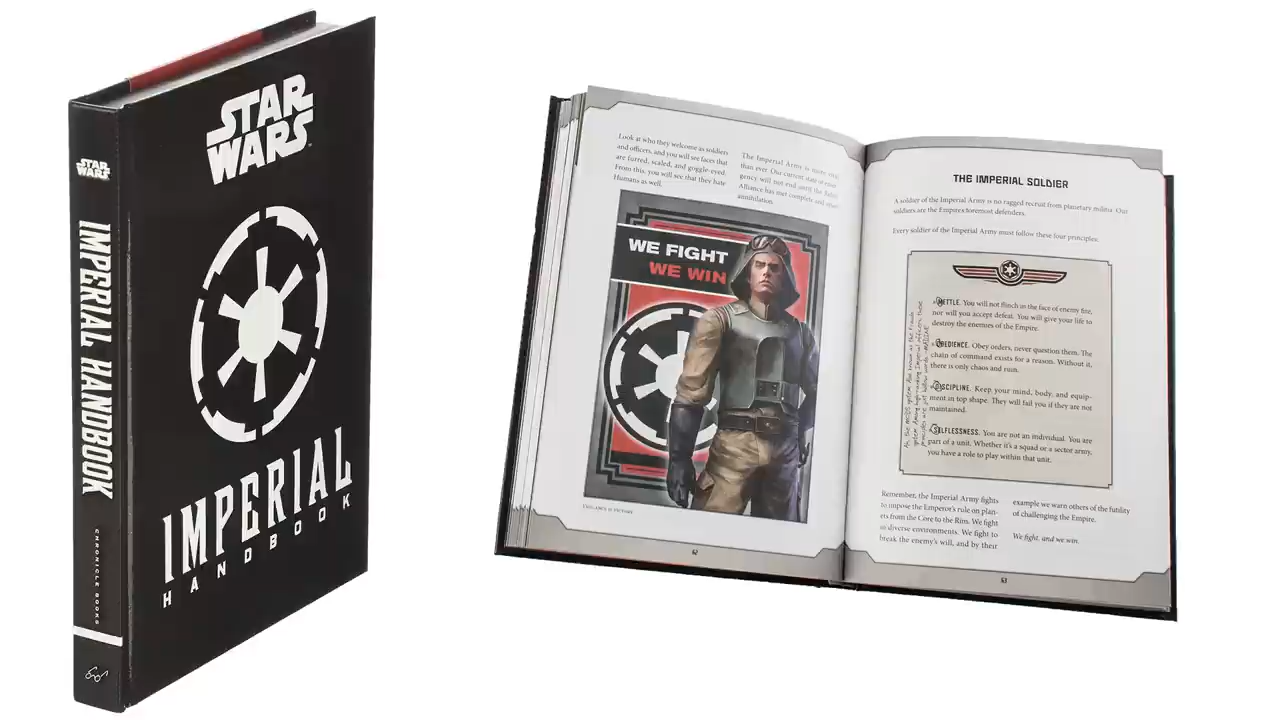 STAR
WARS
IMPERIAL HANDBOOK
CHRONICLE BOOKS
STAR
WARS
IMPERIAL
HANDBOOK
Look at who they welcome as soldiers
and officers, and you will see faces that
are furred, scaled, and goggle-eyed.
From this, you will see that they hate
Humans as well.
The Imperial Army is more vital
than ever. Our current state of emer-
gency will not end until the Rebel
Alliance has met complete and utter
annihilation.
WE FIGHT
WE WIN
VIGILANCE IS VICTORY
62
THE IMPERIAL SOLDIER
A soldier of the Imperial Army is no ragged recruit from planetary militia. Our
soldiers are the Empire's foremost defenders.
Every soldier of the Imperial Army must follow these four principles.
METTLE. You will not flinch in the face of enemy fire,
nor will you accept defeat. You will give your life to
destroy the enemies of the Empire.
OBEDIENCE. Obey orders, never question them. The
chain of command exists for a reason. Without it,
there is only chaos and ruin.
DISCIPLINE. Keep your mind, body, and equip-
ment in top shape. They will fail you if they are not
maintained.
SELFLESSNESS. You are not an individual. You are
part of a unit. Whether it's a squad or a sector army,
you have a role to play within that unit.
Remember, the Imperial Army fights
to impose the Emperor's rule on plan-
ets from the Core to the Rim. We fight
in diverse environments. We fight to
break the enemy's will, and by their
example we warn others of the futility
of challenging the Empire.
We fight, and we win.
63